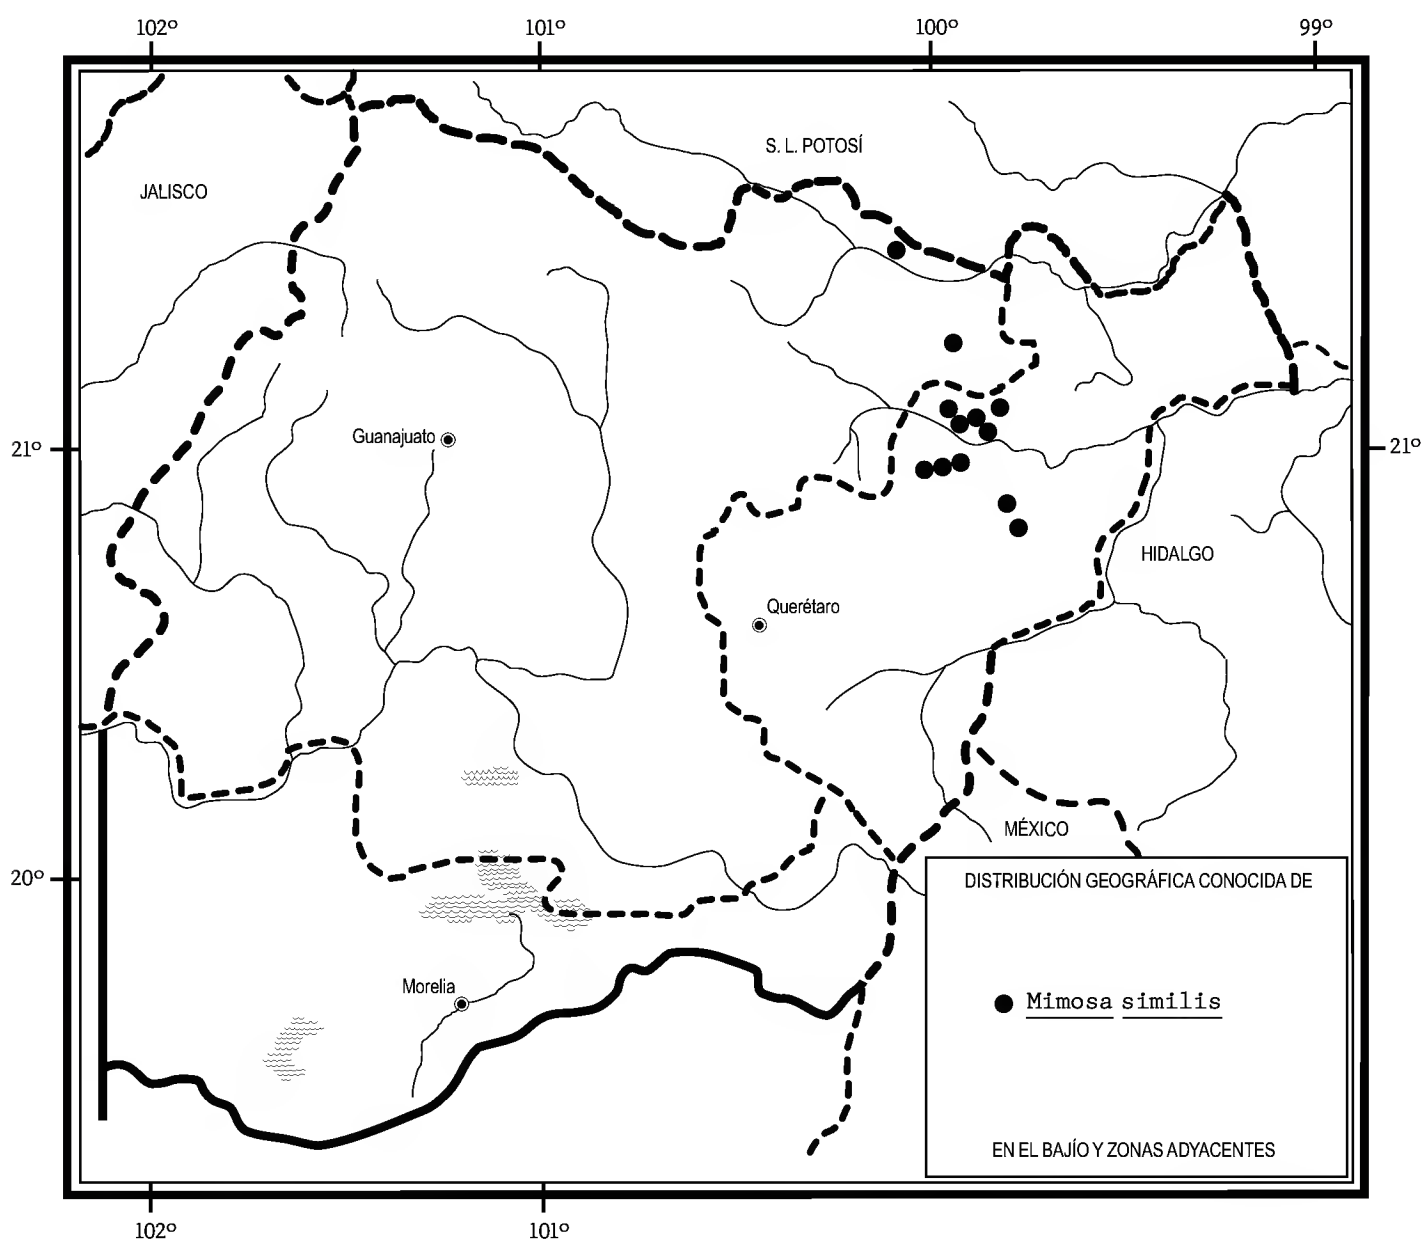 102º 101º 100º 99º
S. L. POTOSÍ
JALISCO
Guanajuato
21º 21º
HIDALGO
Querétaro
MÉXICO
20º
DISTRIBUCIÓN GEOGRÁFICA CONOCIDA DE
Morelia
Mimosa similis
EN EL BAJÍO Y ZONAS ADYACENTES
102º 101º